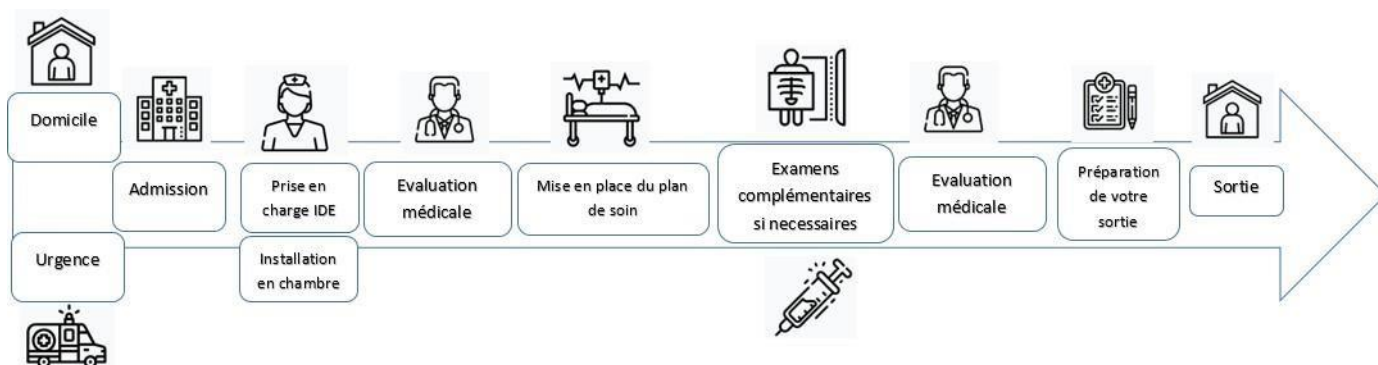 Domicile
Urgence
Admission
Prise en
charge IDE
Installation
en chambre
Evaluation
médicale
Mise en place du plan
de soin
Examens
complémentaires
si necessaires
Evaluation
médicale
Préparation
de votre
sortie
Sortie